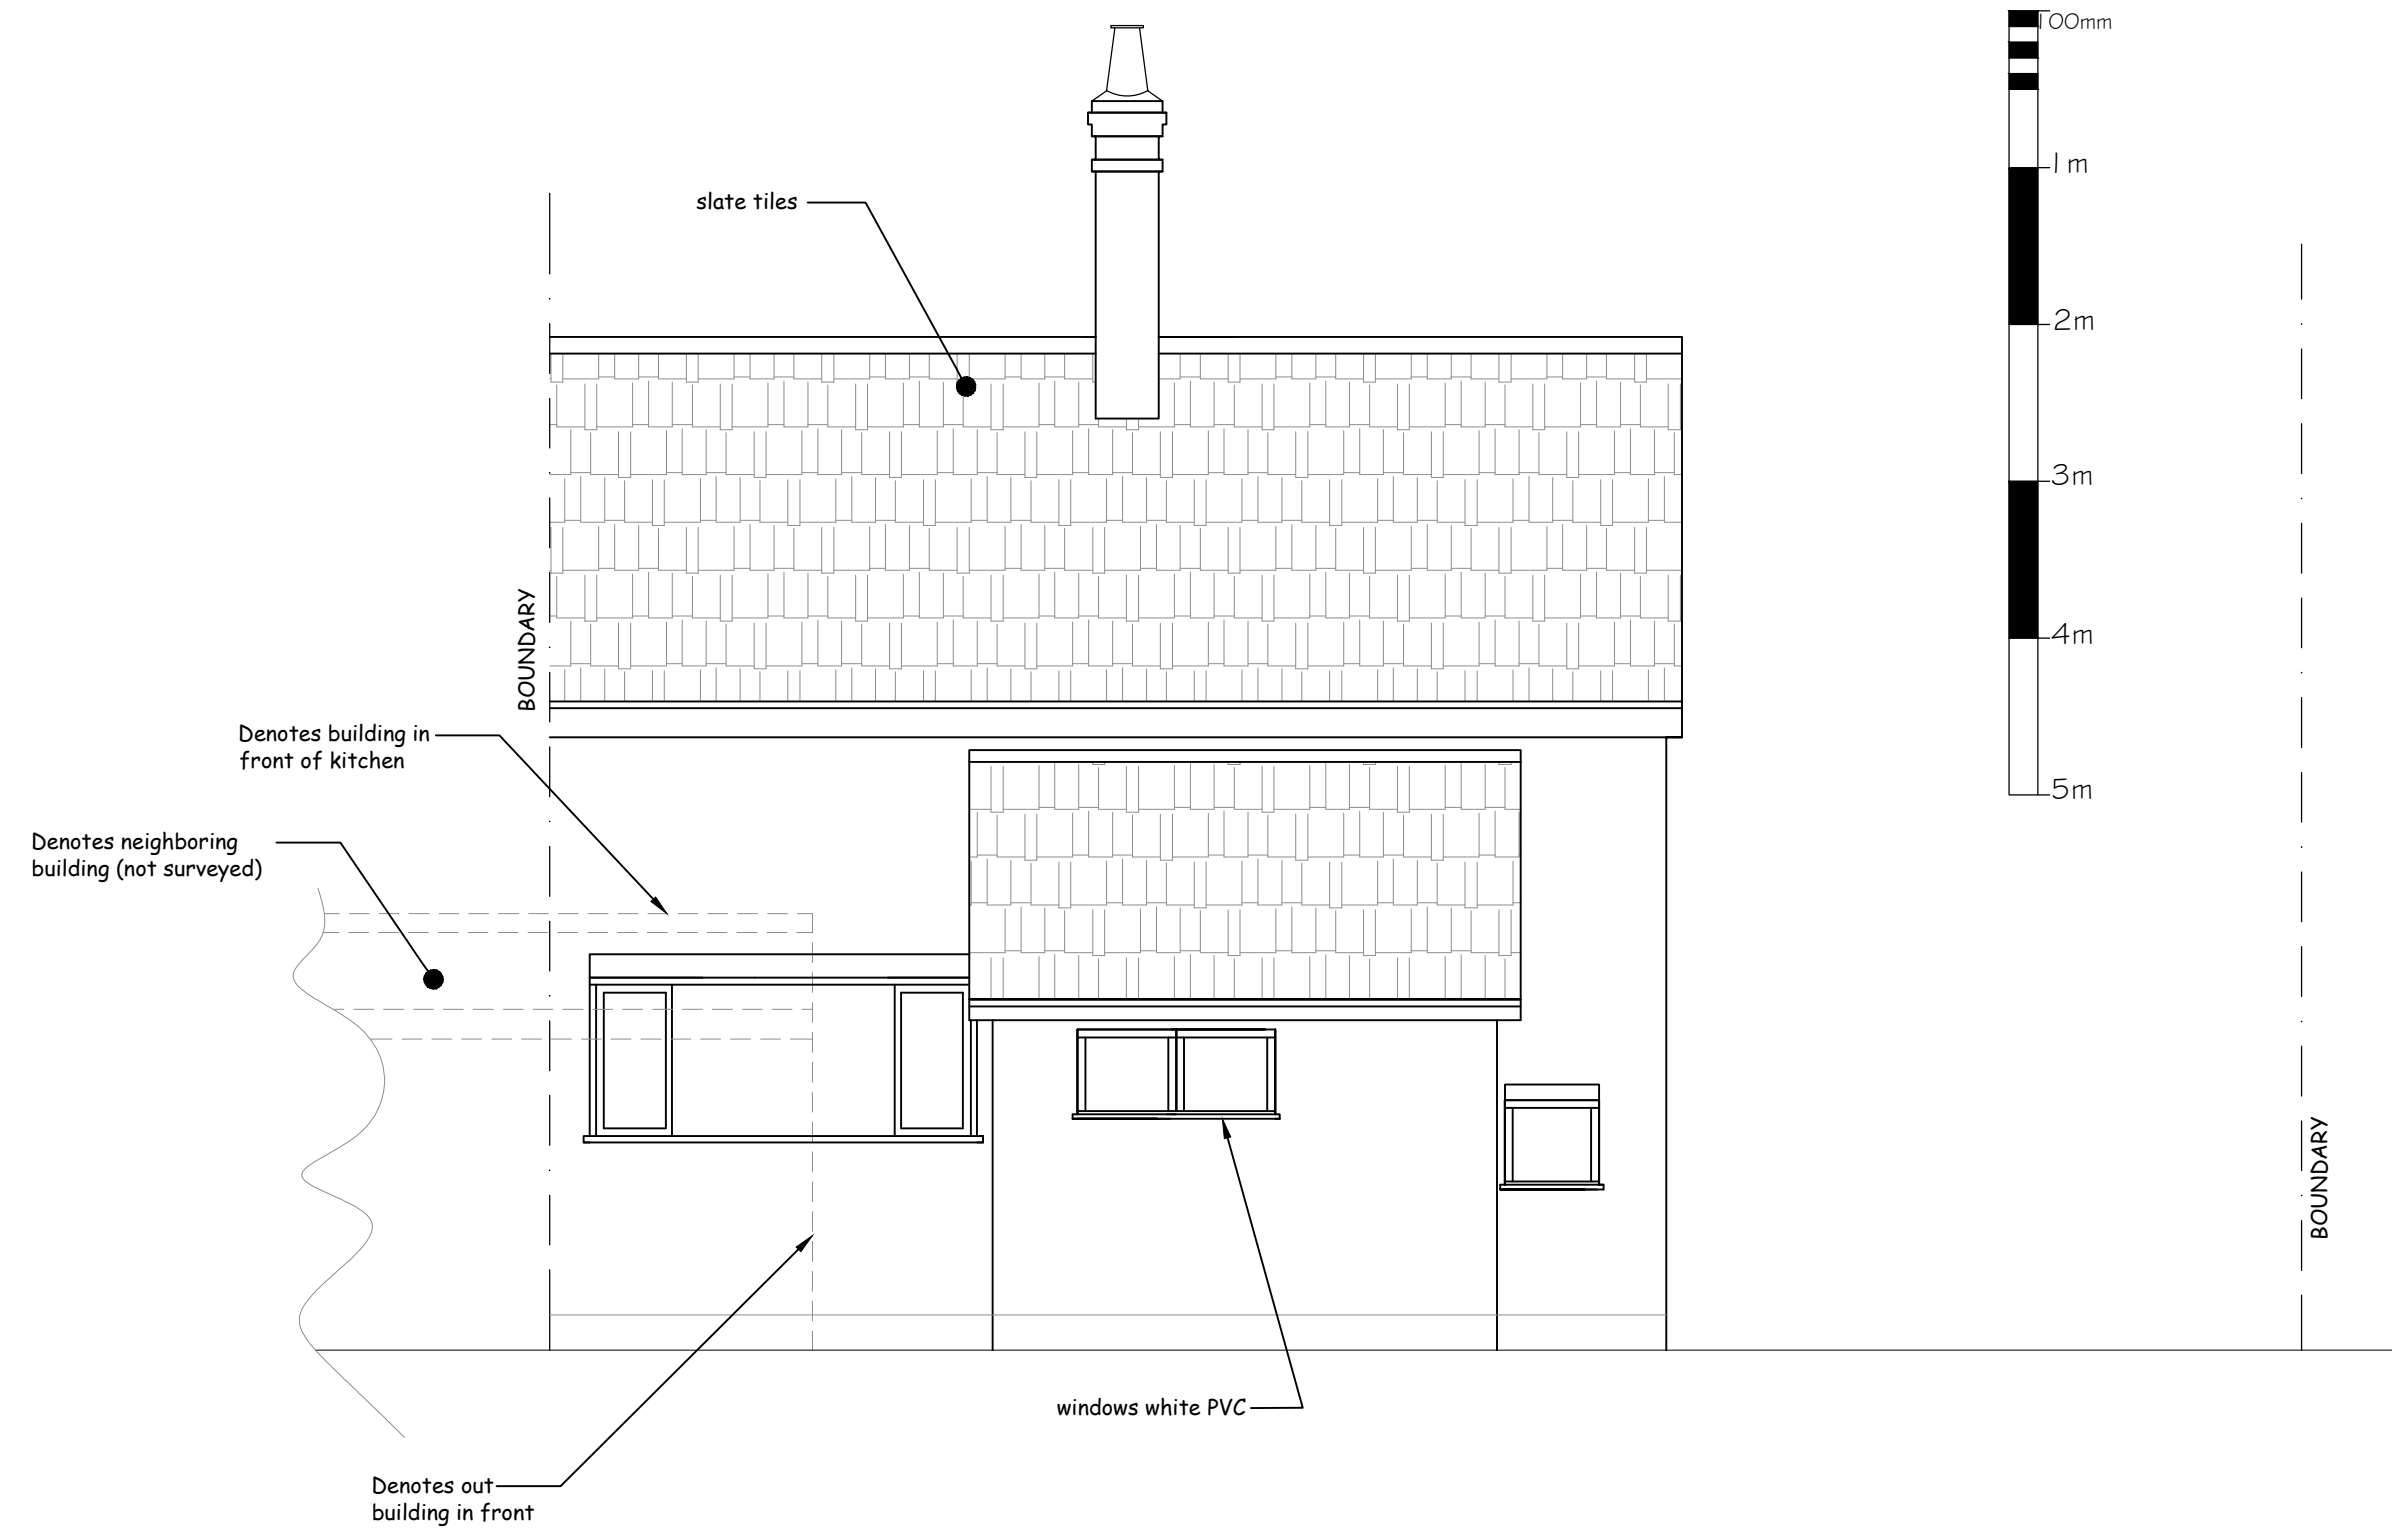 100mm
1m
slate tiles
2m
3m
BOUNDARY
4m
Denotes building in
front of kitchen
5m
Denotes neighboring
building (not surveyed)
BOUNDARY
windows white PVC
Denotes out
building in front